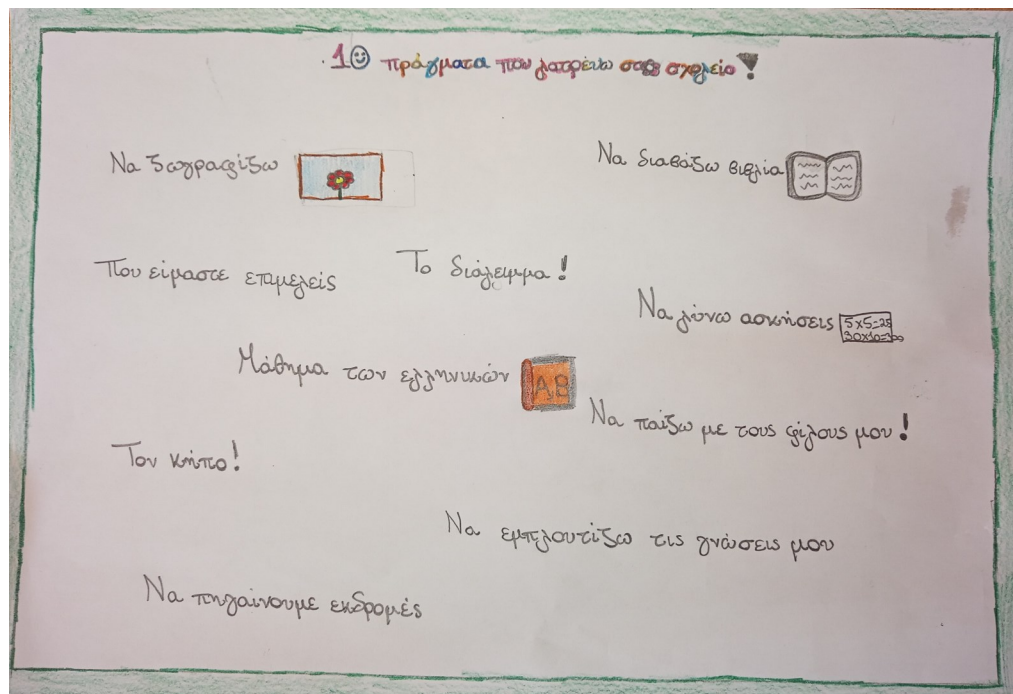 10 πράγματα που λατρεύω στο σχολείο!
Να ζωγραφίζω
Να διαβάζω βιβλία
Που είμαστε επιμελείς
Το διάλειμμα!
Να λύνω ασκήσεις
5x5=25
30x10=300
Μάθημα των ελληνικών
Α,Β
Να παίζω με τους φίλους μου!
Τον κήπο!
Να εμπλουτίζω τις γνώσεις μου
Να πηγαίνουμε εκδρομές